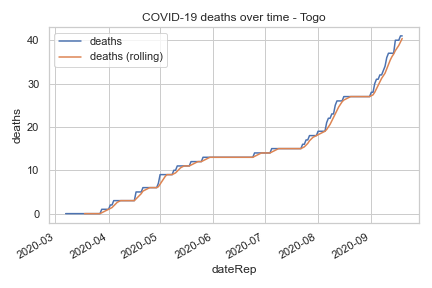 COVID-19 deaths over time - Togo
deaths
deaths (rolling)
40
30
20
10
0
deaths
2020-03
2020-04
2020-05
2020-06
2020-07
2020-08
2020-09
dateRep